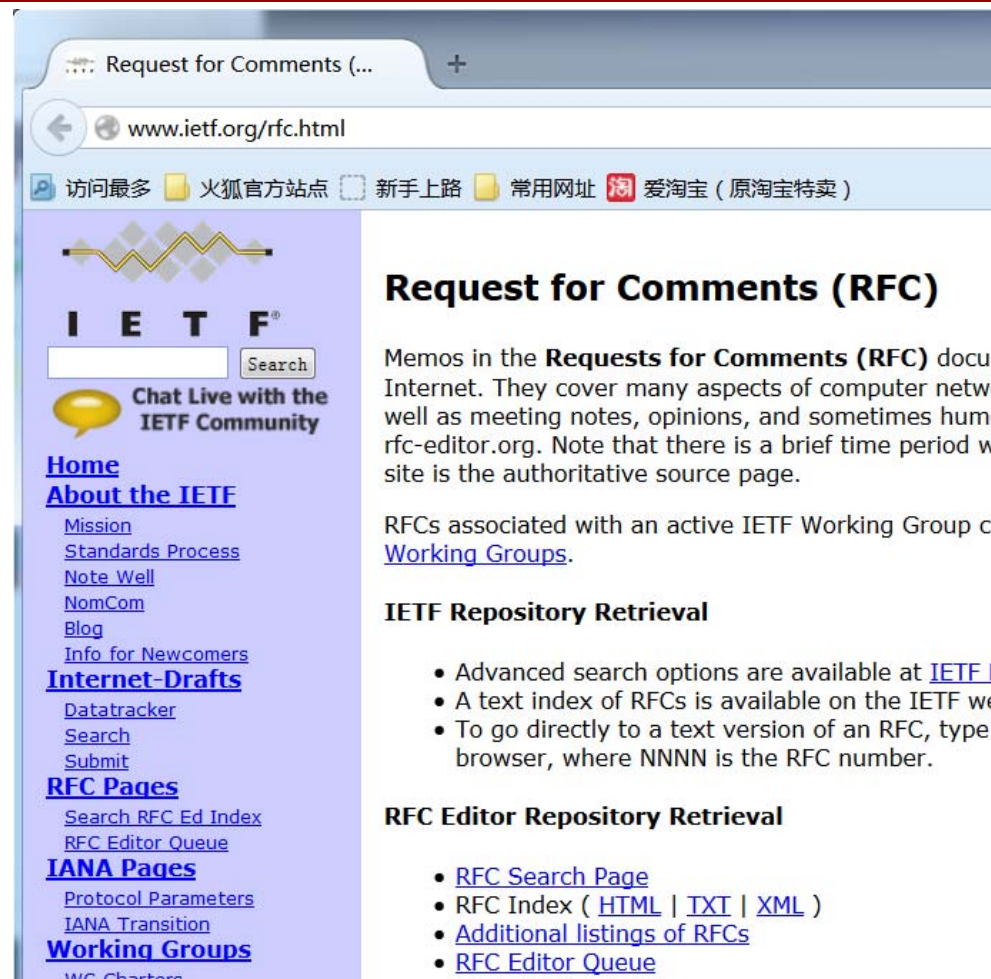 Request for Comments (...
www.ietf.org/rfc.html
访问最多 火狐官方站点 新手上路 常用网址 淘 爱淘宝 ( 原淘宝特卖 )
I E T F®
Search
Chat Live with the
IETF Community
Home
About the IETF
Mission
Standards Process
Note Well
NomCom
Blog
Info for Newcomers
Internet-Drafts
Datatracker
Search
Submit
RFC Pages
Search RFC Ed Index
RFC Editor Queue
IANA Pages
Protocol Parameters
IANA Transition
Working Groups
WG Charters
Request for Comments (RFC)
Memos in the Requests for Comments (RFC) docu
Internet. They cover many aspects of computer netw
well as meeting notes, opinions, and sometimes hum
rfc-editor.org. Note that there is a brief time period w
site is the authoritative source page.
RFCs associated with an active IETF Working Group c
Working Groups.
IETF Repository Retrieval
• Advanced search options are available at IETF
• A text index of RFCs is available on the IETF we
• To go directly to a text version of an RFC, type
browser, where NNNN is the RFC number.
RFC Editor Repository Retrieval
• RFC Search Page
• RFC Index ( HTML | TXT | XML )
• Additional listings of RFCs
• RFC Editor Queue